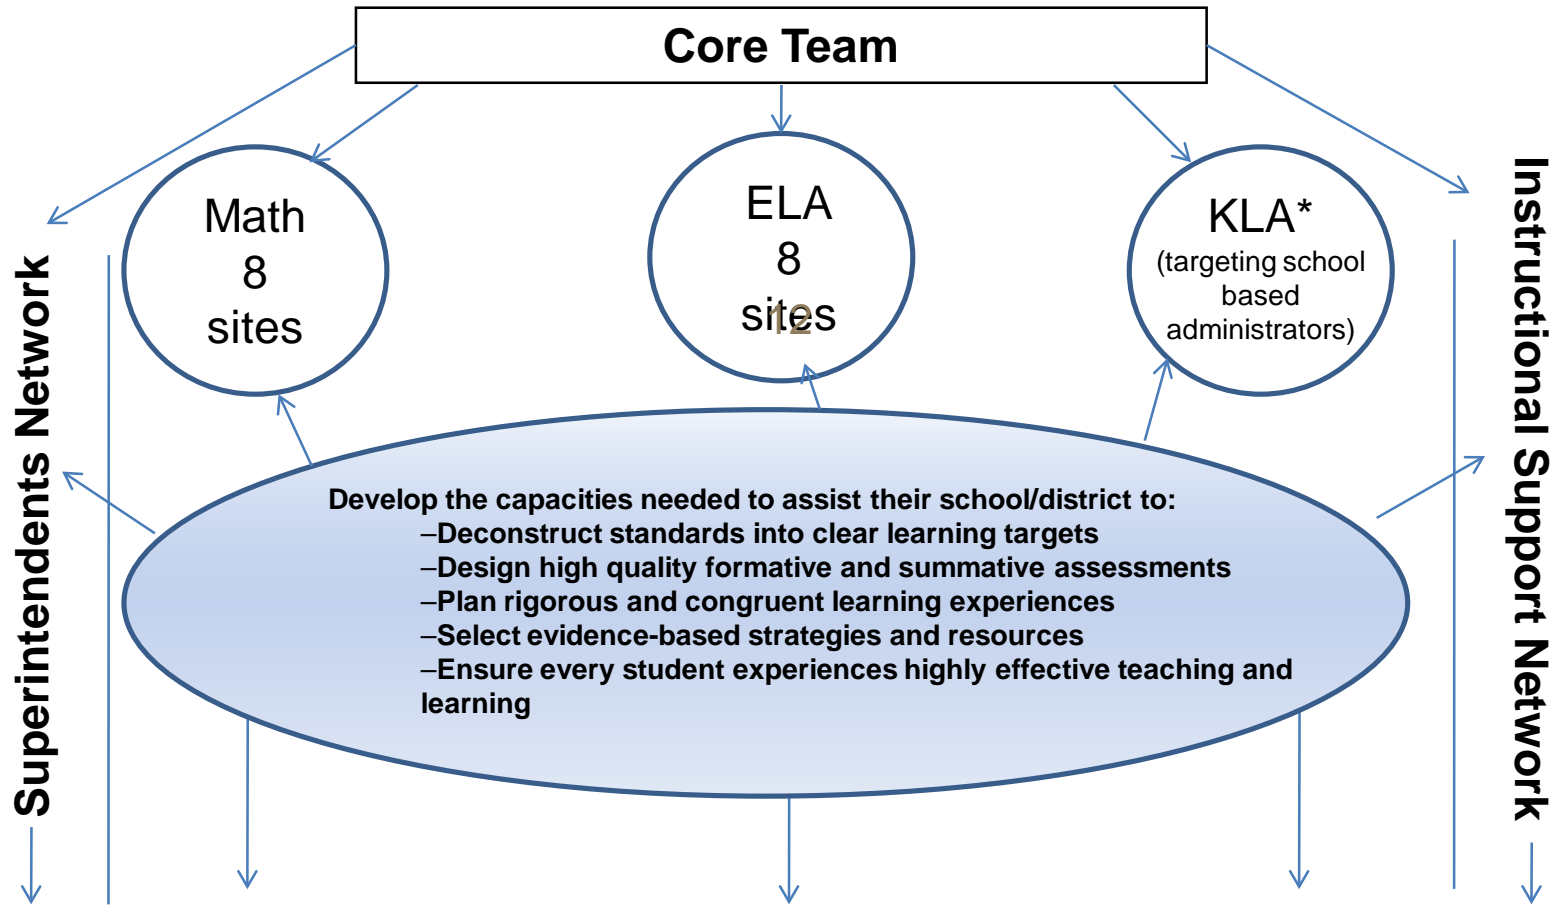 Core Team
Math
8
sites
ELA
8
sites
12
KLA*
(targeting school
based
administrators)
Superintendents Network
Instructional Support Network
Develop the capacities needed to assist their school/district to:
–Deconstruct standards into clear learning targets
–Design high quality formative and summative assessments
–Plan rigorous and congruent learning experiences
–Select evidence-based strategies and resources
–Ensure every student experiences highly effective teaching and
learning